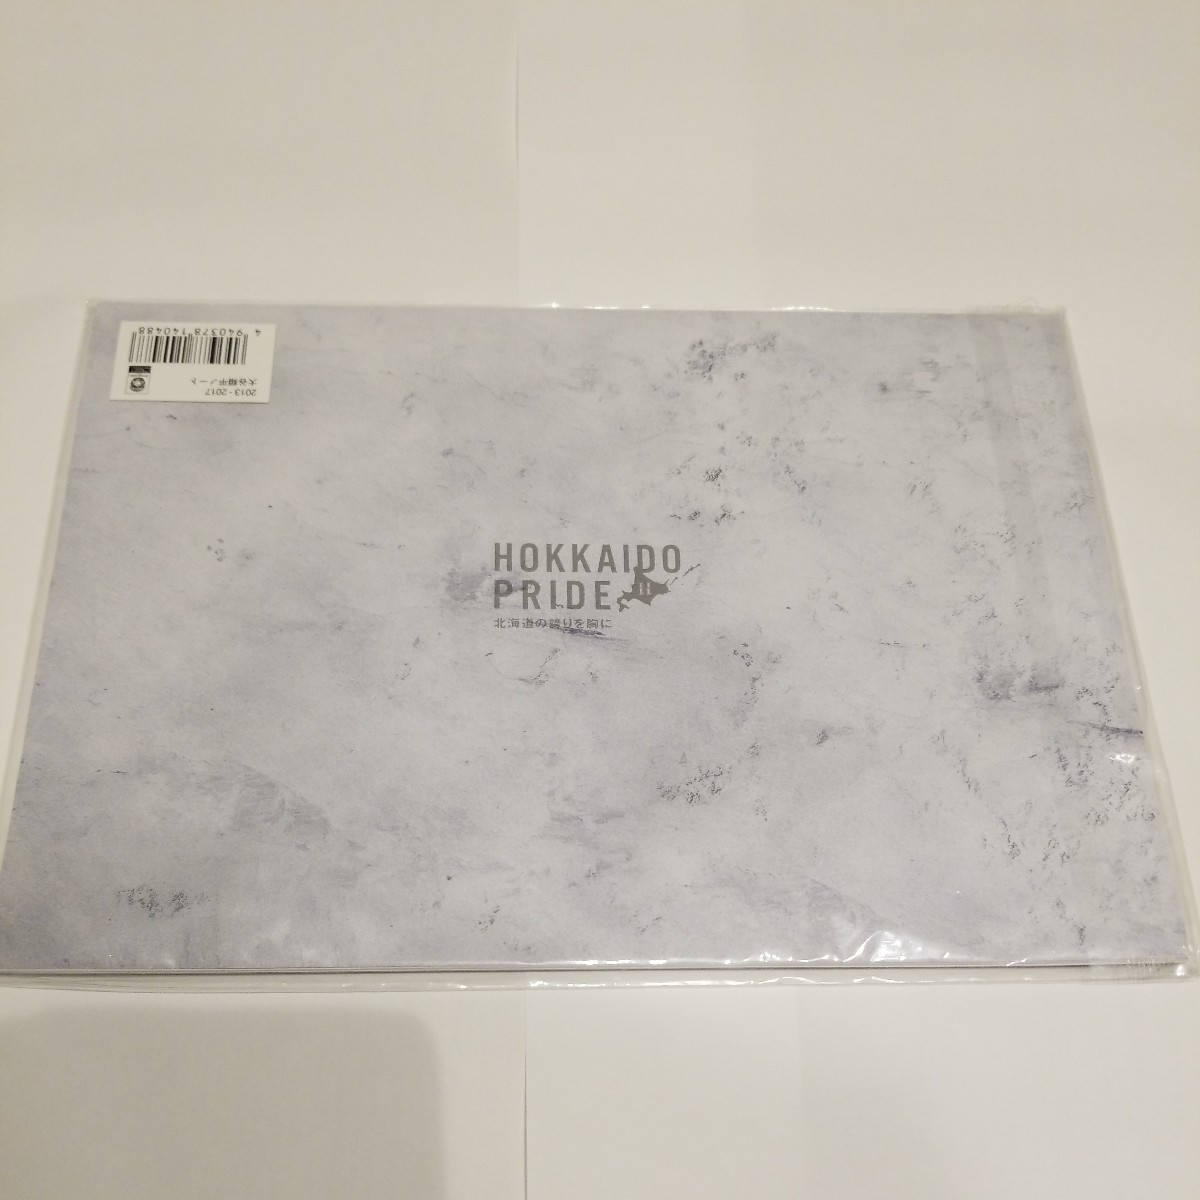 HOKKAIDO
PRIDE
北海道の誇りを胸に
2013 - 2017
大谷翔平ノート
4 940378 140488